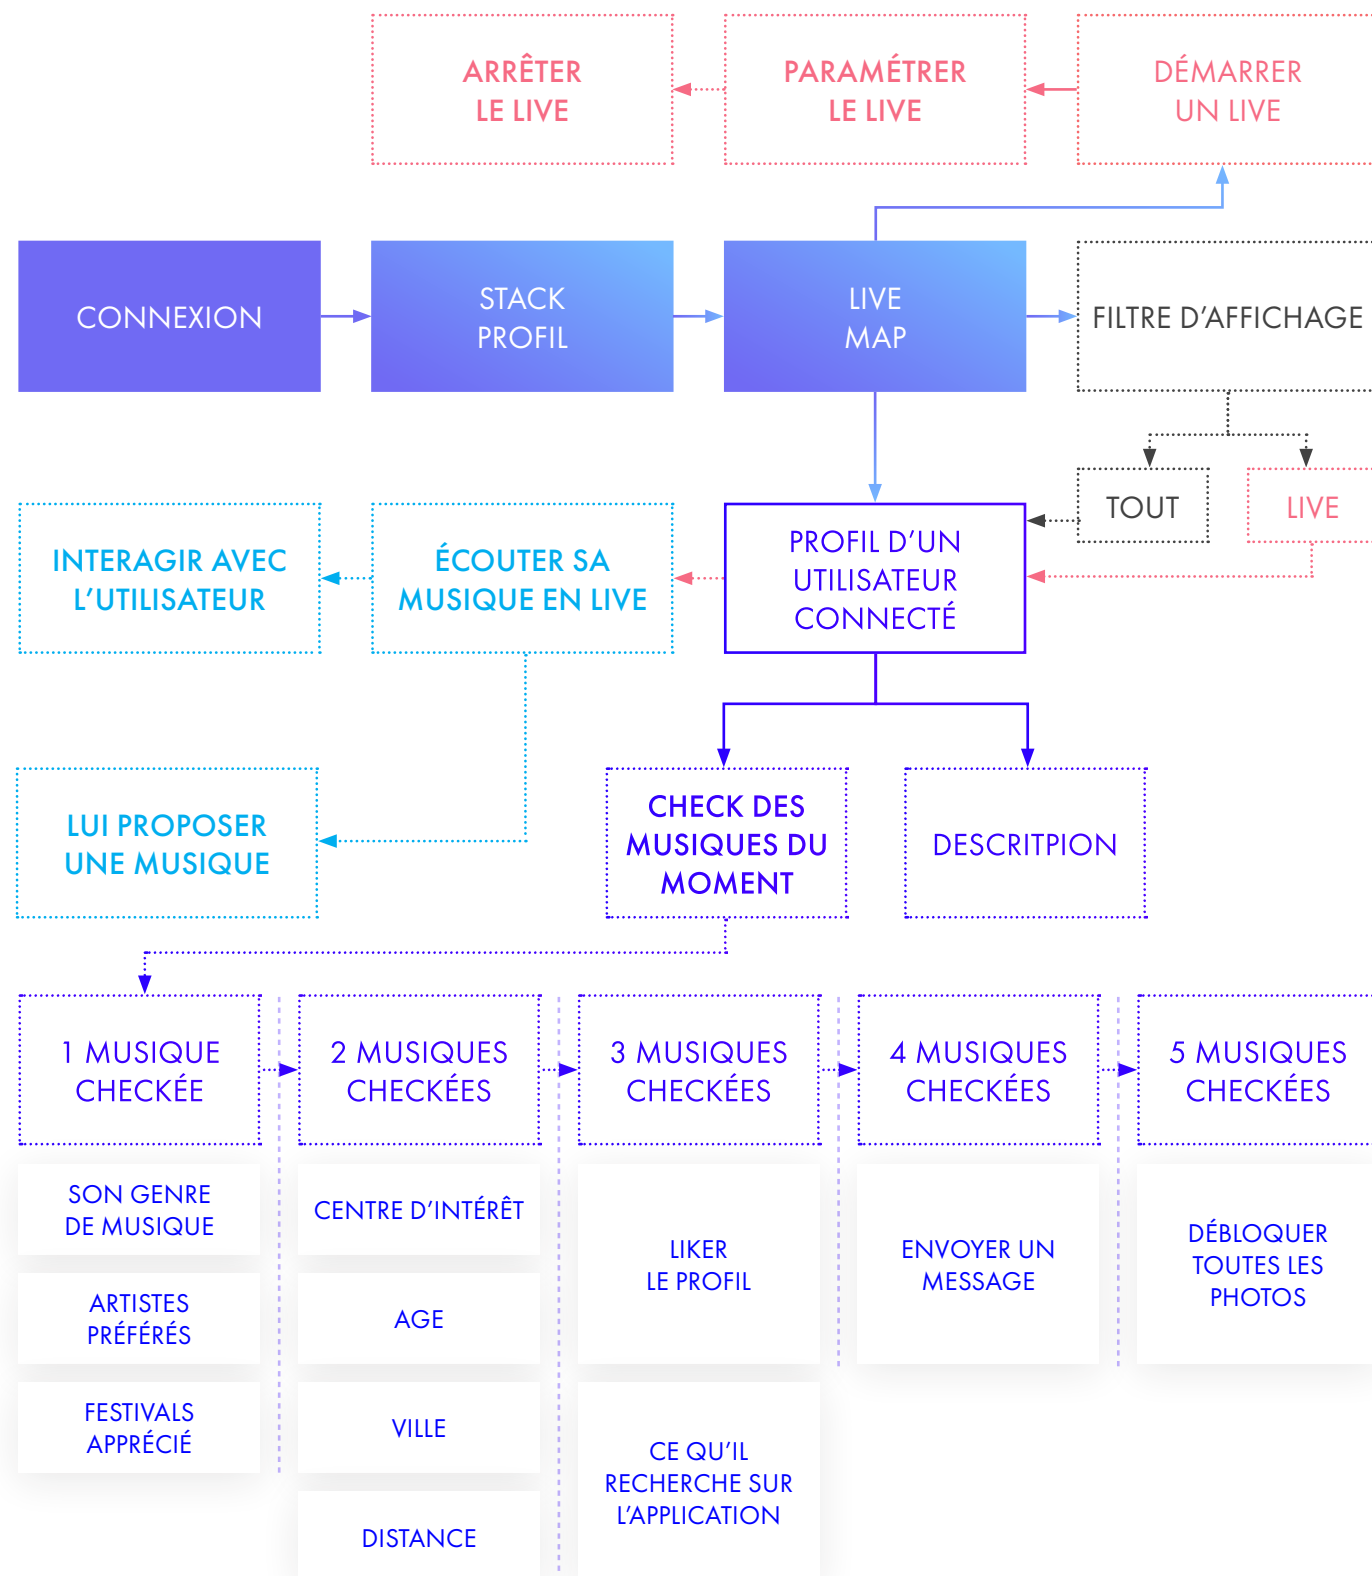 ARRÊTER
LE LIVE
PARAMÉTRER
LE LIVE
DÉMARRER
UN LIVE
CONNEXION
STACK
PROFIL
LIVE
MAP
FILTRE D’AFFICHAGE
TOUT
LIVE
INTERAGIR AVEC
L’UTILISATEUR
ÉCOUTER SA
MUSIQUE EN LIVE
PROFIL D’UN
UTILISATEUR
CONNECTÉ
LUI PROPOSER
UNE MUSIQUE
CHECK DES
MUSIQUES DU
MOMENT
DESCRITPION
1 MUSIQUE
CHECKÉE
2 MUSIQUES
CHECKÉES
3 MUSIQUES
CHECKÉES
4 MUSIQUES
CHECKÉES
5 MUSIQUES
CHECKÉES
SON GENRE
DE MUSIQUE
ARTISTES
PRÉFÉRÉS
FESTIVALS
APPRÉCIÉ
CENTRE D’INTÉRÊT
AGE
VILLE
DISTANCE
LIKER
LE PROFIL
CE QU’IL
RECHERCHE SUR
L’APPLICATION
ENVOYER UN
MESSAGE
DÉBLOQUER
TOUTES LES
PHOTOS